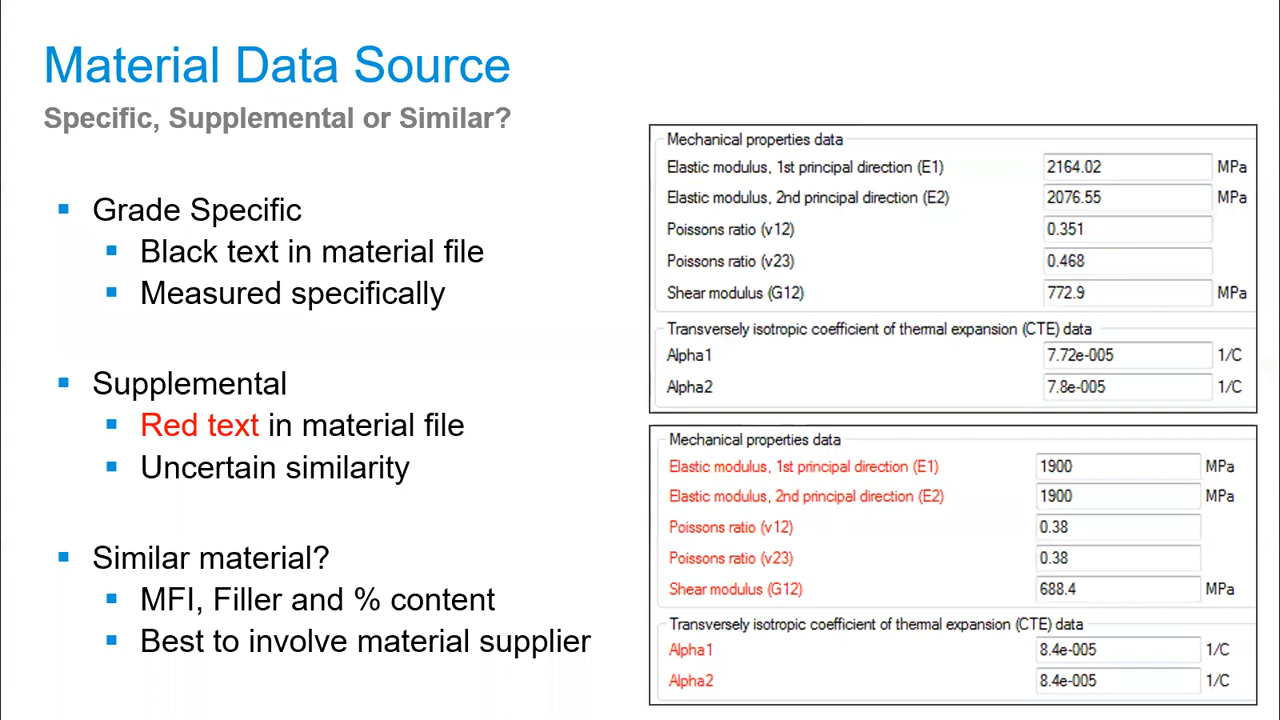 Material Data Source
Specific, Supplemental or Similar?
▪ Grade Specific
▪ Black text in material file
▪ Measured specifically
▪ Supplemental
▪ Red text in material file
▪ Uncertain similarity
▪ Similar material?
▪ MFI, Filler and % content
▪ Best to involve material supplier
Mechanical properties data
Elastic modulus, 1st principal direction (E1) 2164.02 MPa
Elastic modulus, 2nd principal direction (E2) 2076.55 MPa
Poissons ratio (v12) 0.351
Poissons ratio (v23) 0.468
Shear modulus (G12) 772.9 MPa
Transversely isotropic coefficient of thermal expansion (CTE) data
Alpha1 7.72e-005 1/C
Alpha2 7.8e-005 1/C
Mechanical properties data
Elastic modulus, 1st principal direction (E1) 1900 MPa
Elastic modulus, 2nd principal direction (E2) 1900 MPa
Poissons ratio (v12) 0.38
Poissons ratio (v23) 0.38
Shear modulus (G12) 688.4 MPa
Transversely isotropic coefficient of thermal expansion (CTE) data
Alpha1 8.4e-005 1/C
Alpha2 8.4e-005 1/C